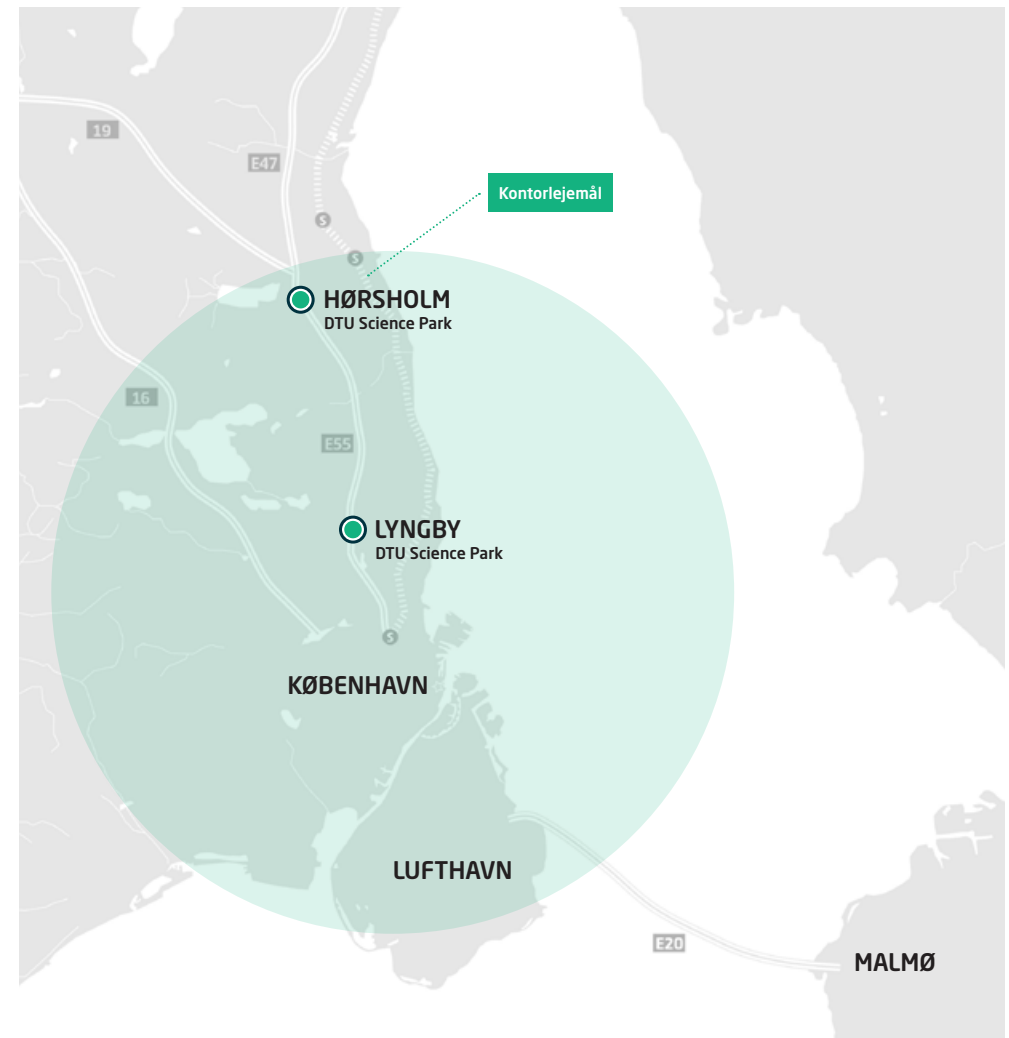 19
E47
Kontorlejemål
S
S
HØRSHOLM
DTU Science Park
16
E55
LYNGBY
DTU Science Park
S
KØBENHAVN
LUFTHAVN
E20
MALMØ